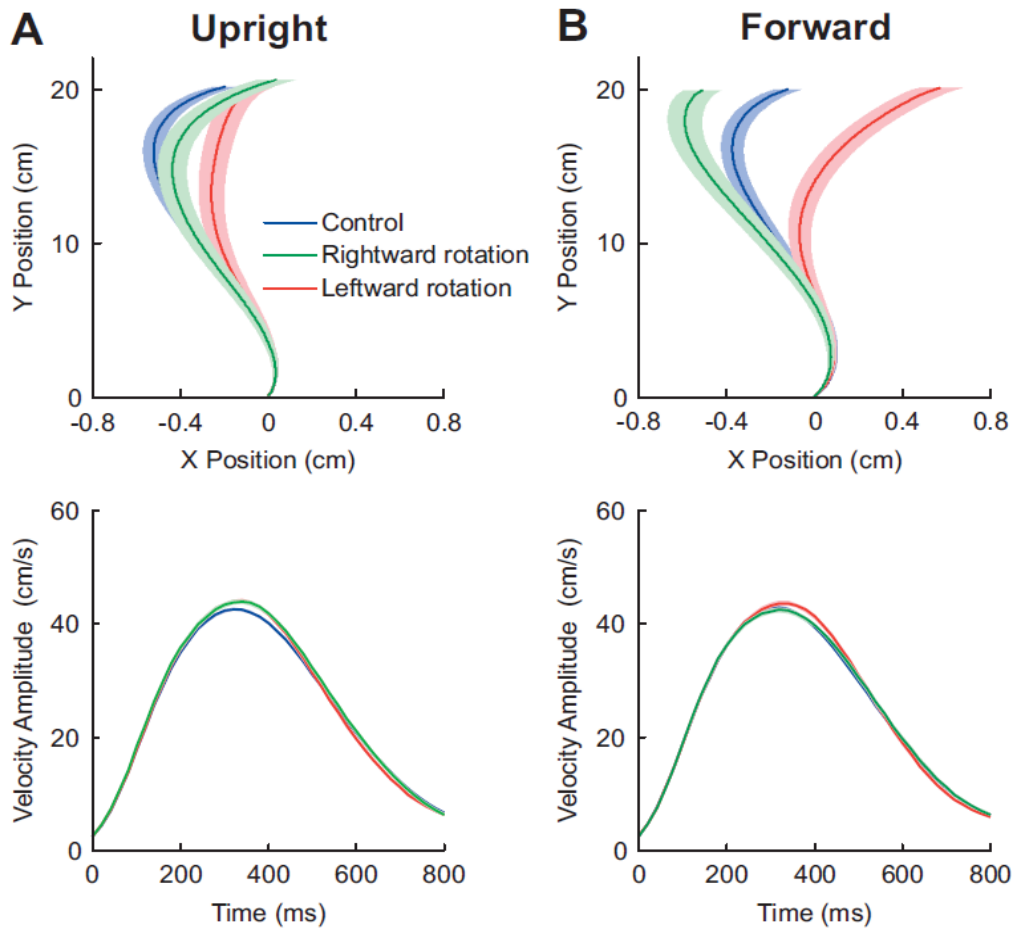 A Upright
20
10
0
Y Position (cm)
-0.8 -0.4 0 0.4 0.8
X Position (cm)
Control
Rightward rotation
Leftward rotation
B Forward
20
10
0
Y Position (cm)
-0.8 -0.4 0 0.4 0.8
X Position (cm)
60
40
20
0
Velocity Amplitude (cm/s)
0 200 400 600 800
Time (ms)
60
40
20
0
Velocity Amplitude (cm/s)
0 200 400 600 800
Time (ms)